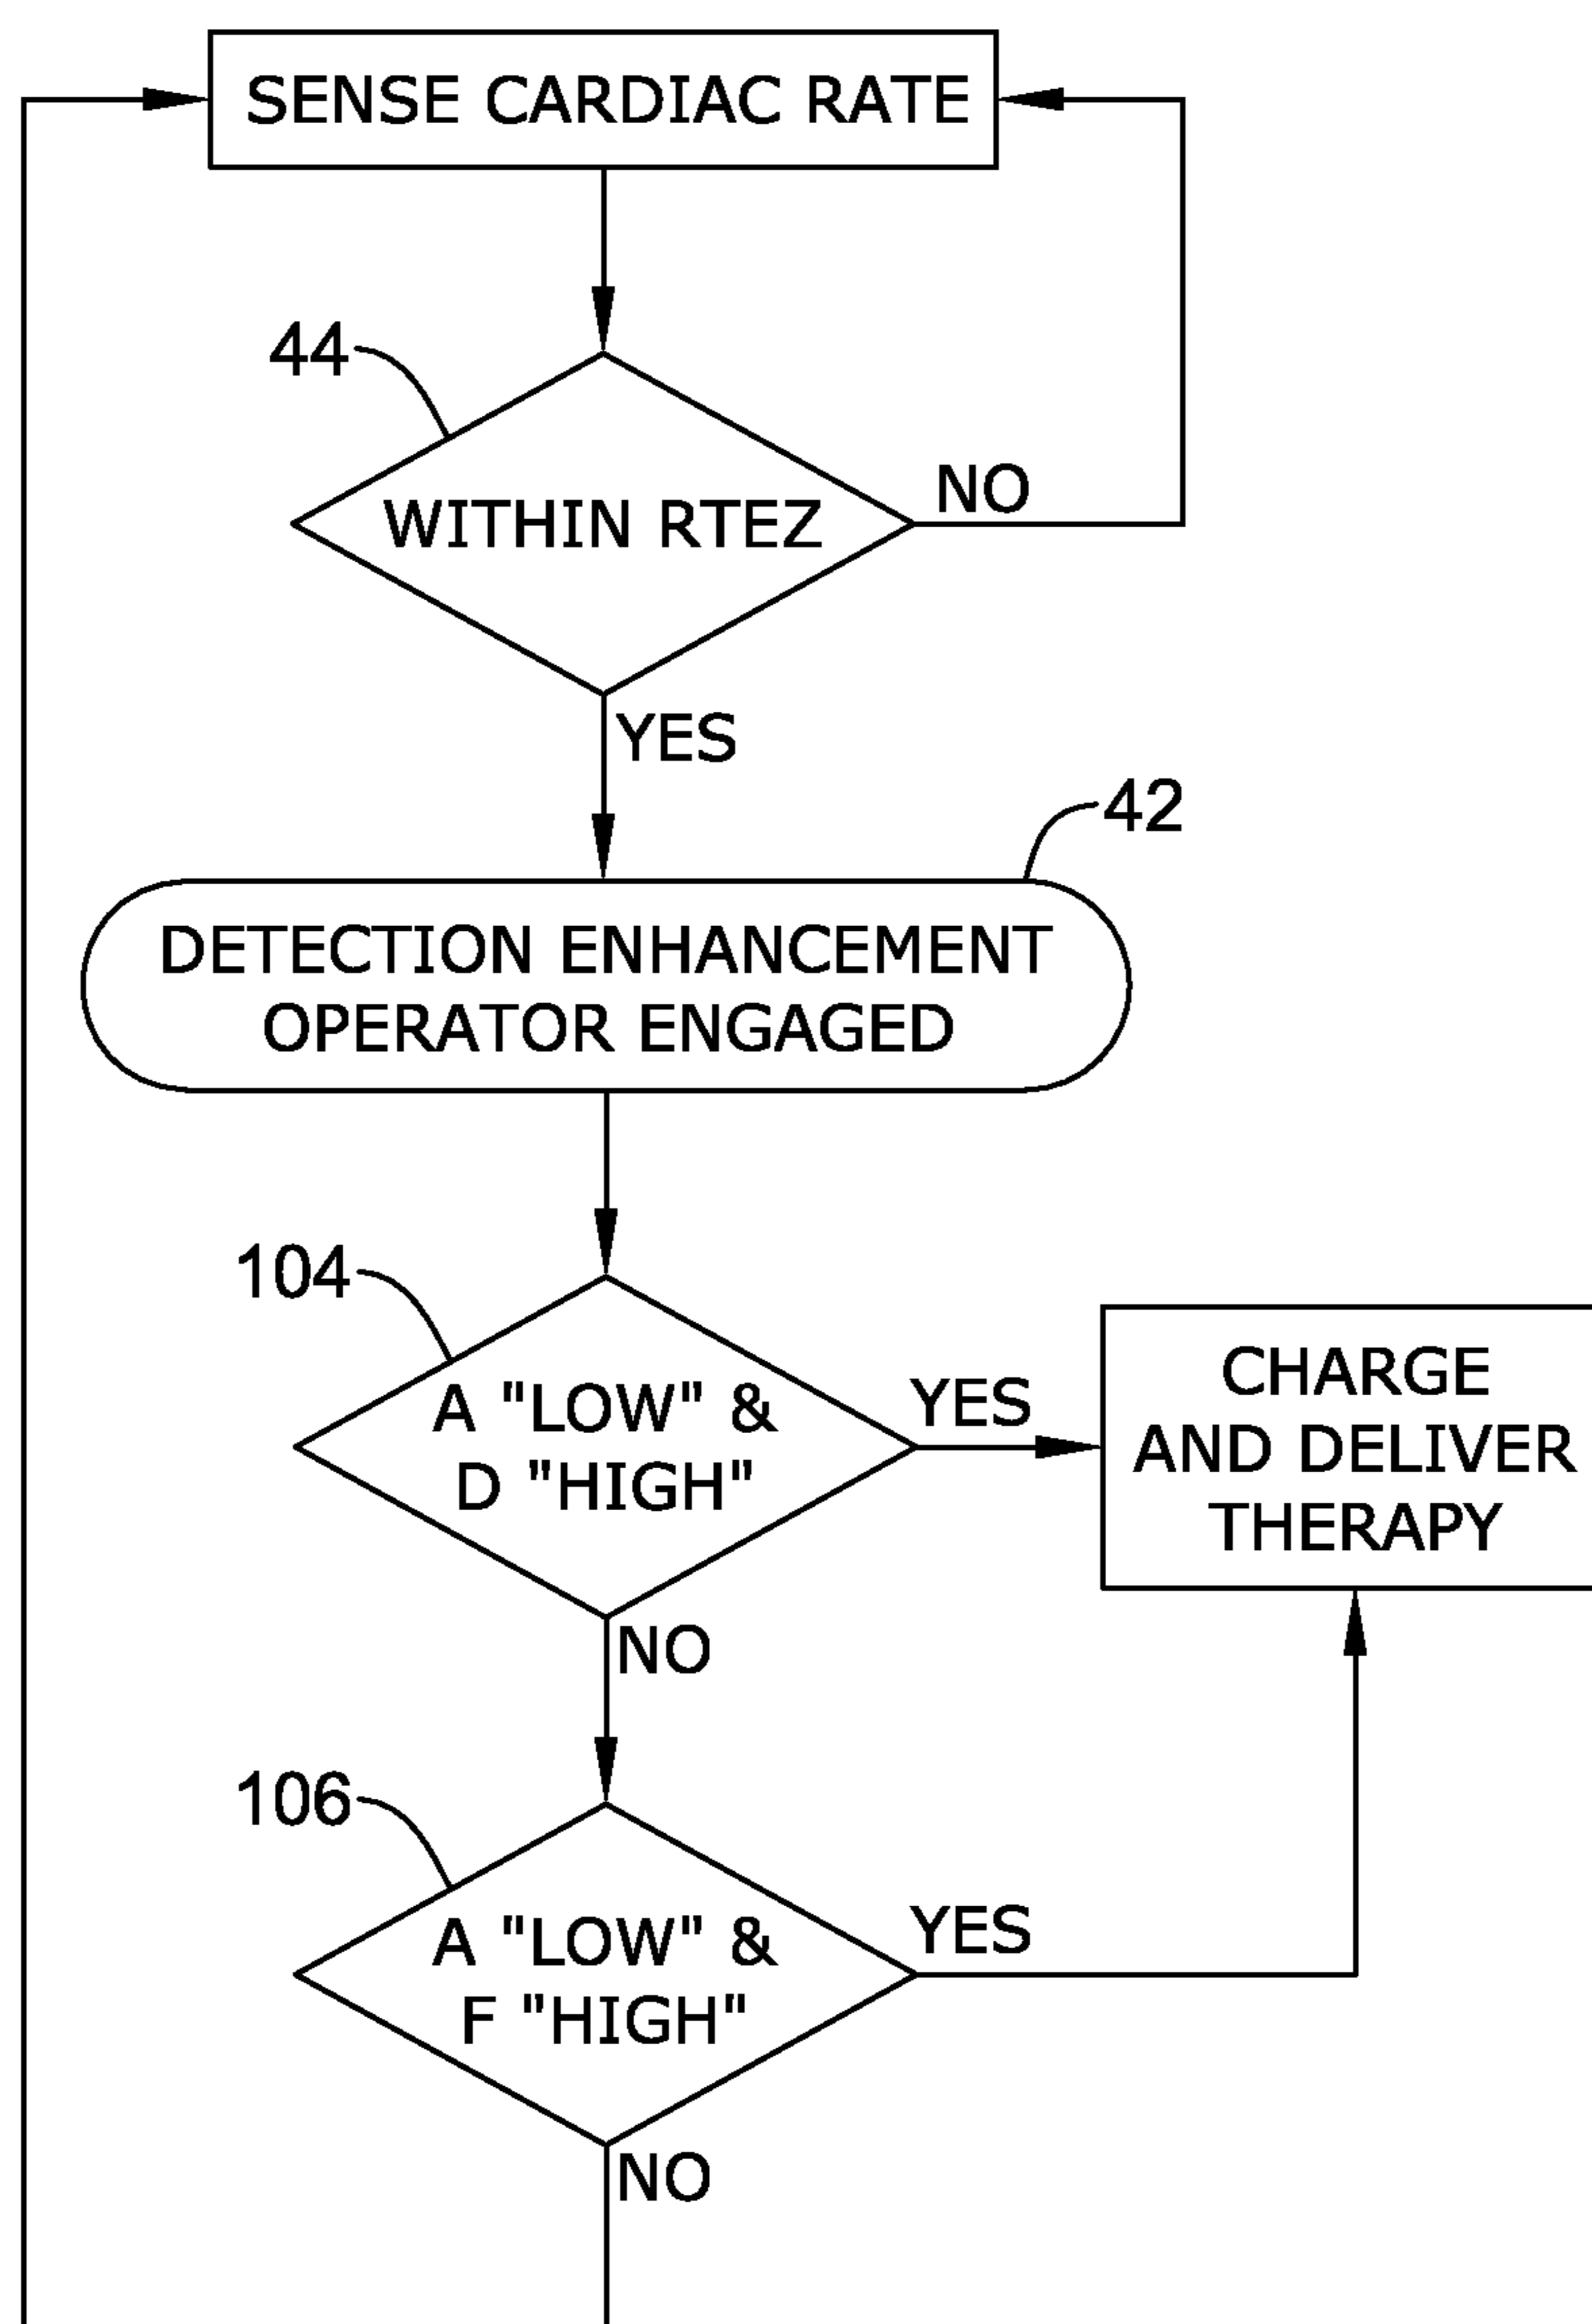 SENSE CARDIAC RATE
44
WITHIN RTEZ
NO
YES
42
DETECTION ENHANCEMENT
OPERATOR ENGAGED
104
A "LOW" &
D "HIGH"
YES
CHARGE
AND DELIVER
THERAPY
NO
106
A "LOW" &
F "HIGH"
YES
NO